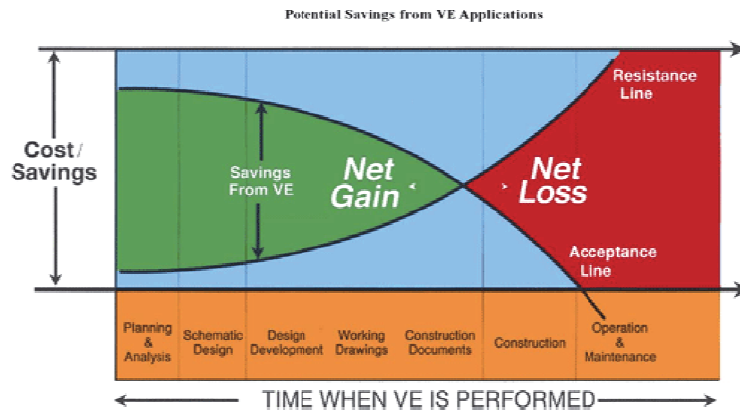 Potential Savings from VE Applications
Resistance
Line
Cost/
Savings
Savings
From VE
Net
Gain
Net
Loss
Acceptance
Line
Planning
&
Analysis
Schematic
Design
Design
Development
Working
Drawings
Construction
Documents
Construction
Operation
&
Maintenance
TIME WHEN VE IS PERFORMED